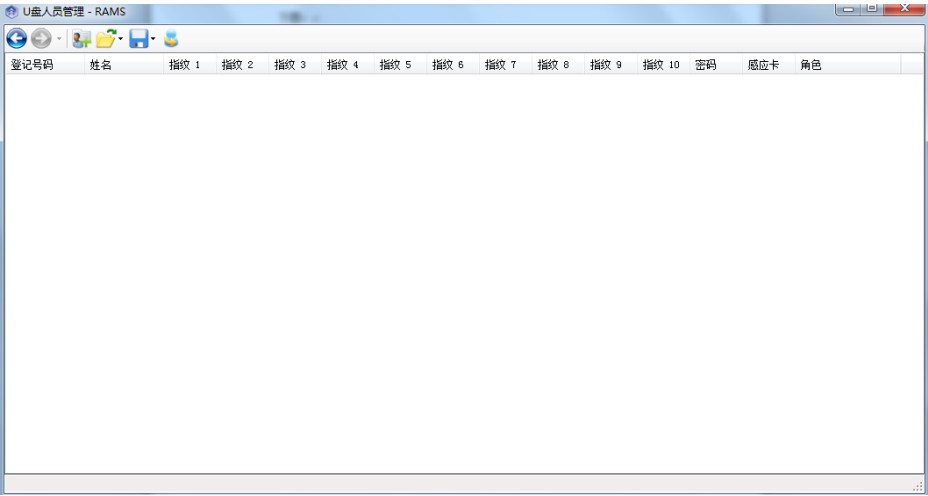 U盘人员管理 - RAMS
登记号码 姓名 指纹 1 指纹 2 指纹 3 指纹 4 指纹 5 指纹 6 指纹 7 指纹 8 指纹 9 指纹 10 密码 感应卡 角色